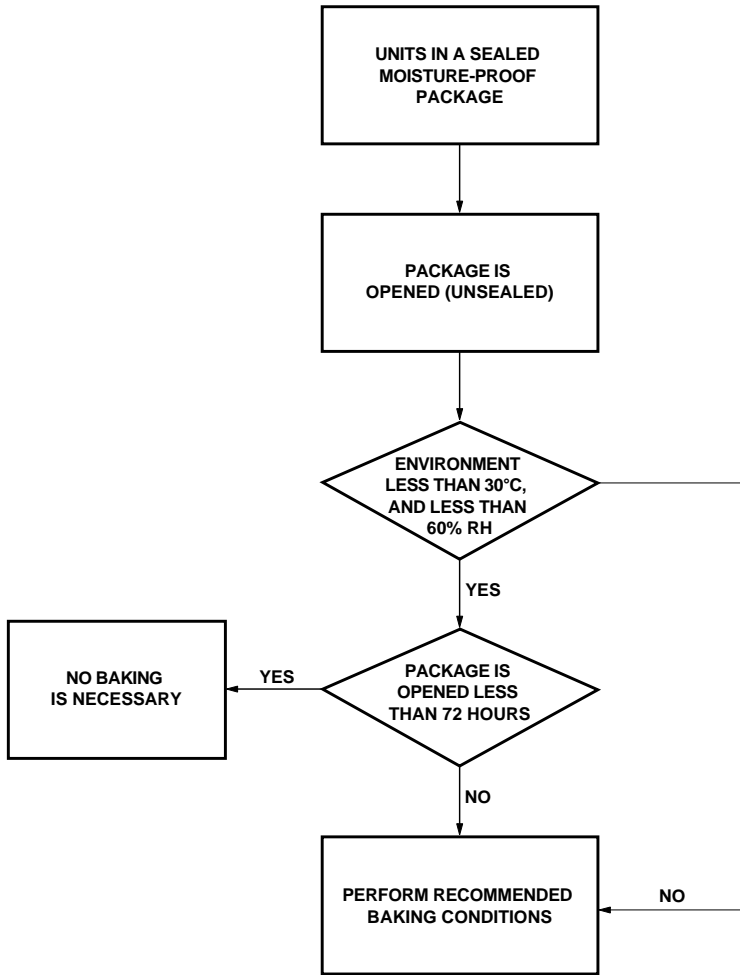 UNITS IN A SEALED
MOISTURE-PROOF
PACKAGE
PACKAGE IS
OPENED (UNSEALED)
ENVIRONMENT
LESS THAN 30°C,
AND LESS THAN
60% RH
YES
NO BAKING
IS NECESSARY
YES
PACKAGE IS
OPENED LESS
THAN 72 HOURS
NO
PERFORM RECOMMENDED
BAKING CONDITIONS
NO